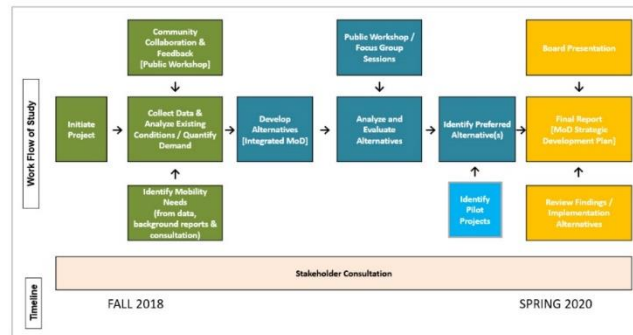 Work Flow of Study
Community
Collaboration &
Feedback
[Public Workshop]
Public Workshop /
Focus Group
Sessions
Board Presentation
Initiate
Project
Collect Data &
Analyze Existing
Conditions / Quantify
Demand
Develop
Alternatives
[Integrated MoD]
Analyze and
Evaluate Alternatives
Identify Preferred
Alternative(s)
Final Report
[MoD Strategic
Development Plan]
Identify Mobility
Needs
(from data,
background reports &
consultation)
Identify
Pilot
Projects
Review Findings /
Implementation
Alternatives
Timeline
Stakeholder Consultation
FALL 2018
SPRING 2020